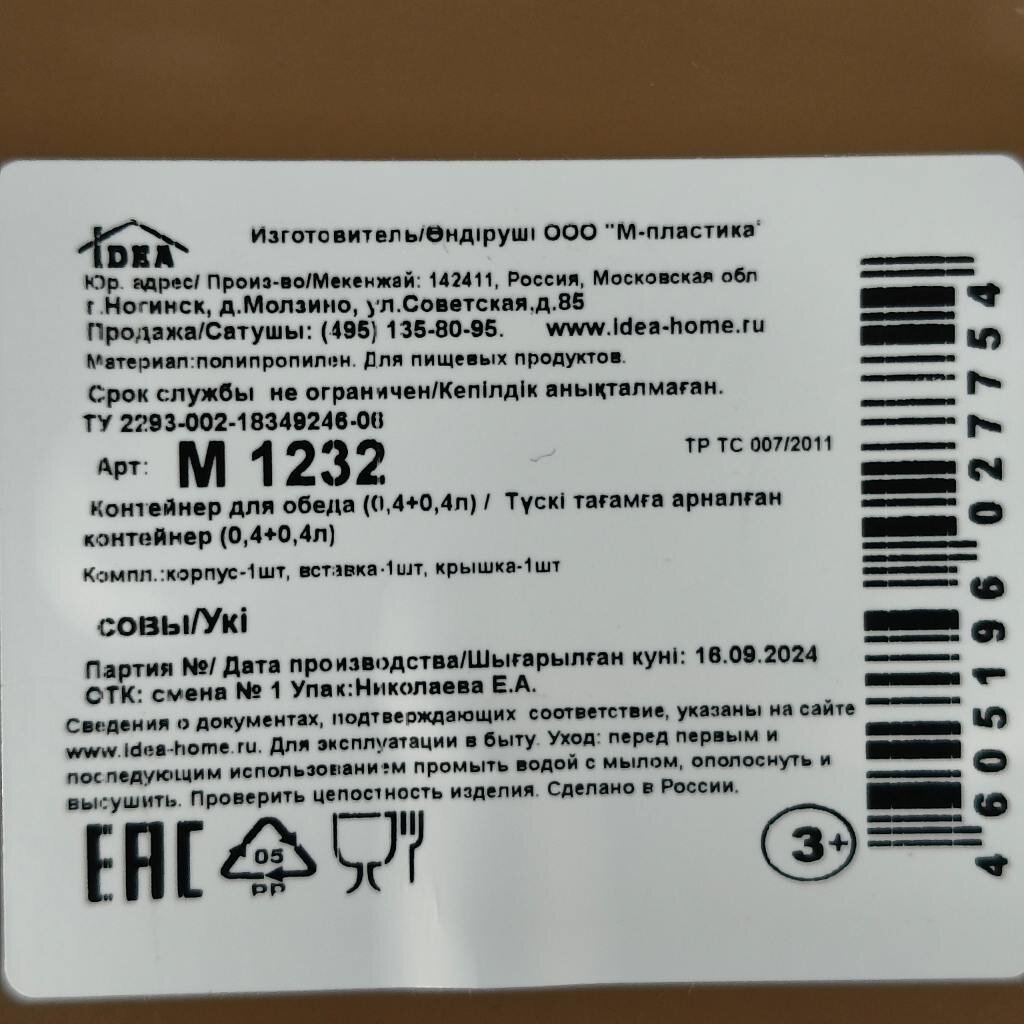 IDEA
Изготовитель/Өндіруші ООО "М-пластика"
Юр. адрес/ Произ-во/Мекенжай: 142411, Россия, Московская обл
г.Ногинск, д.Молзино, ул.Советская,д.85
Продажа/Сатушы: (495) 135-80-95. www.idea-home.ru
Материал:полипропилен. Для пищевых продуктов.
Срок службы не ограничен/Кепілдік анықталмаған.
ТУ 2293-002-18349246-06
ТР ТС 007/2011
Арт: М 1232
Контейнер для обеда (0,4+0,4л) / Түскі тағамға арналған
контейнер (0,4+0,4л)
Компл.:корпус-1шт, вставка-1шт, крышка-1шт
совы/Укі
Партия №/ Дата производства/Шығарылған куні: 16.09.2024
ОТК: смена № 1 Упак:Николаева Е.А.
Сведения о документах, подтверждающих соответствие, указаны на сайте
www.idea-home.ru. Для эксплуатации в быту. Уход: перед первым и
последующим использованием промыть водой с мылом, ополоснуть и
высушить. Проверить целостность изделия. Сделано в России.
ЕАС
05
PP
3+
4 605196 027754